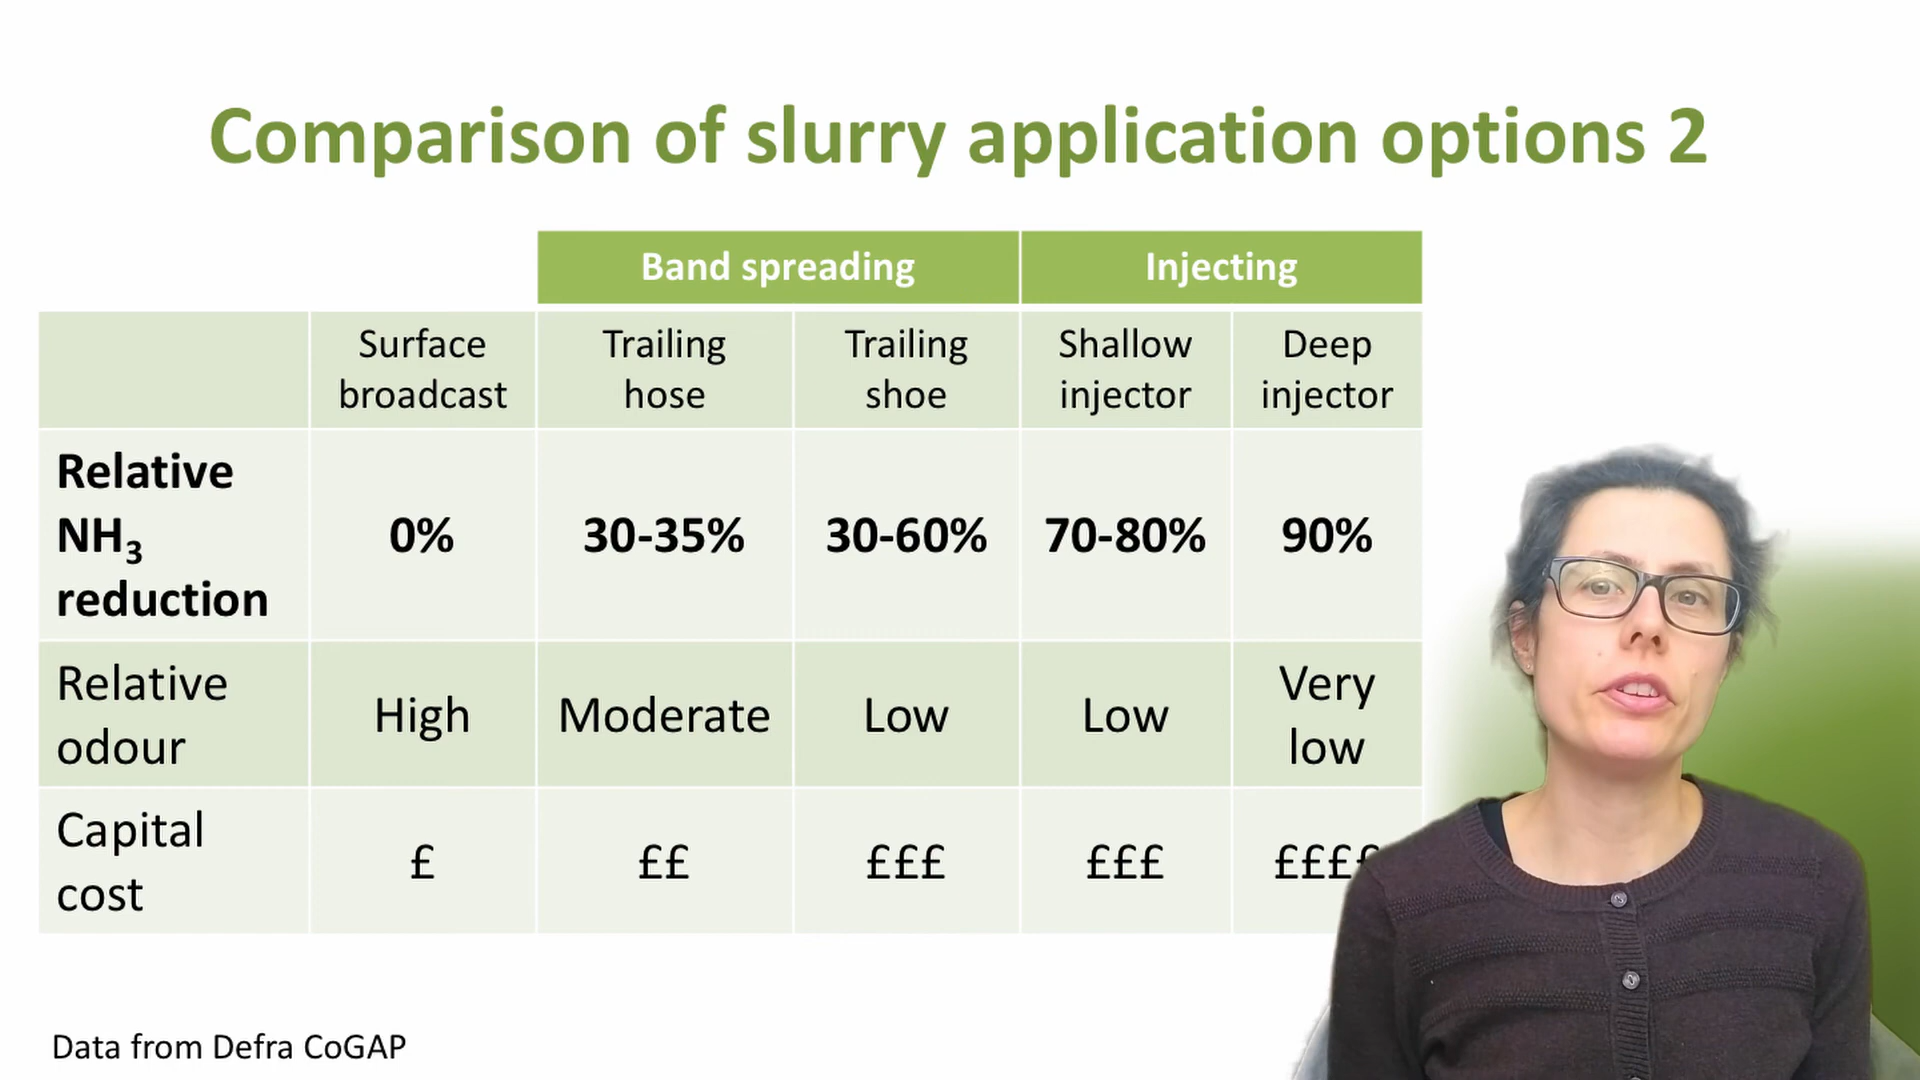 Comparison of slurry application options 2
Band spreading
Injecting
Surface broadcast
Trailing hose
Trailing shoe
Shallow injector
Deep injector
Relative NH₃ reduction
0%
30-35%
30-60%
70-80%
90%
Relative odour
High
Moderate
Low
Low
Very low
Capital cost
£
££
£££
£££
££££
Data from Defra CoGAP